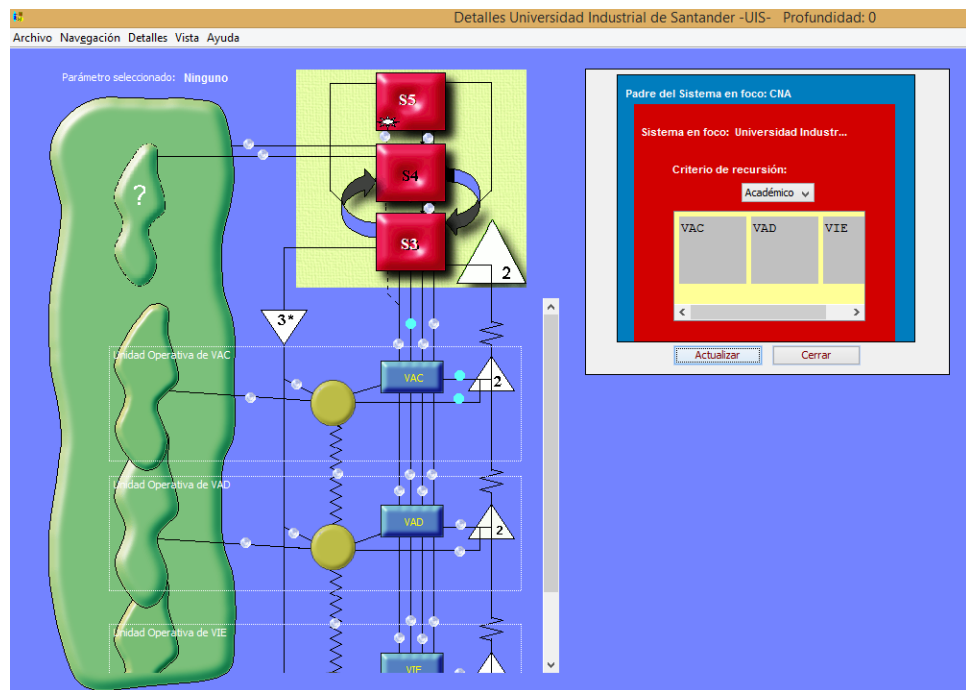 Detalles Universidad Industrial de Santander -UIS- Profundidad: 0
Archivo Navegación Detalles Vista Ayuda
Parámetro seleccionado: Ninguno
S5
S4
S3
2
?
3*
Unidad Operativa de VAC
VAC
2
Unidad Operativa de VAD
VAD
2
Unidad Operativa de VIE
VIE
Padre del Sistema en foco: CNA
Sistema en foco: Universidad Industr...
Criterio de recursión:
Académico
VAC VAD VIE
Actualizar Cerrar